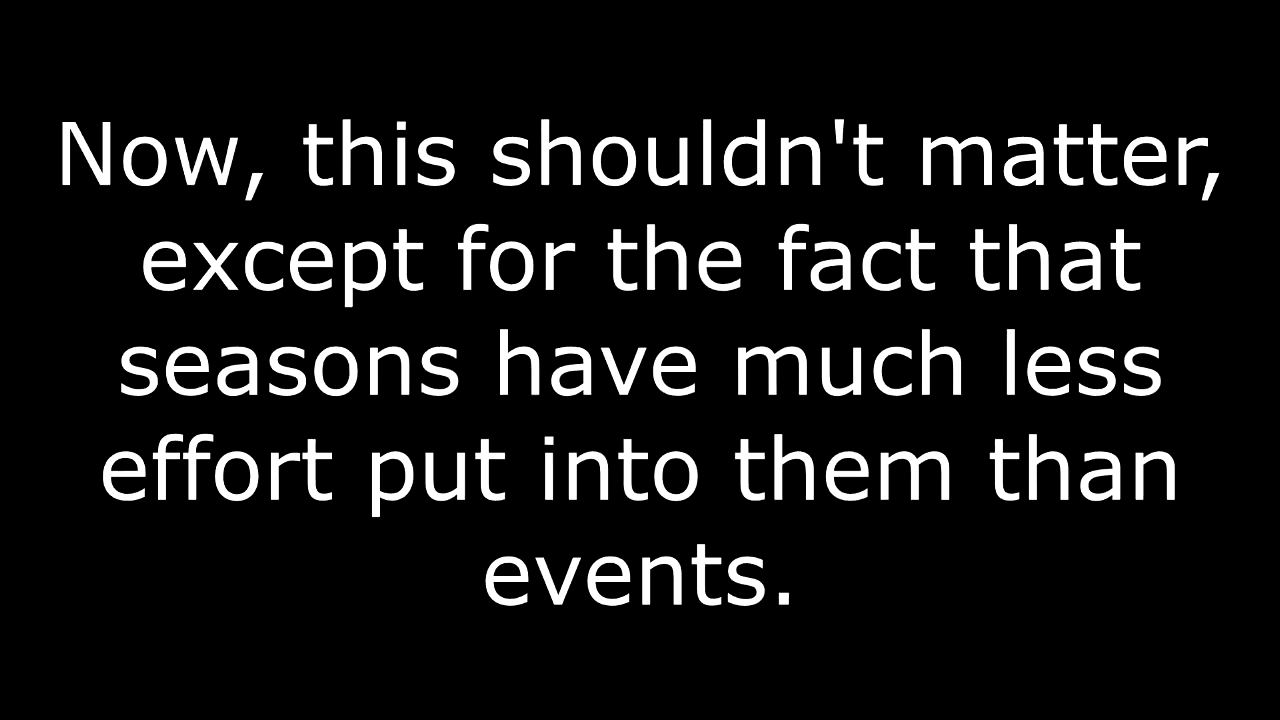 Now, this shouldn't matter,
except for the fact that
seasons have much less
effort put into them than
events.